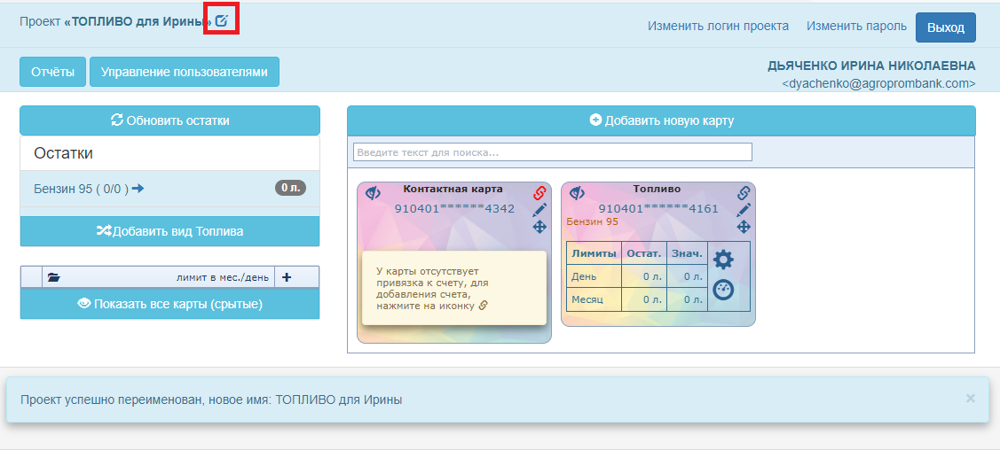 Проект «ТОПЛИВО для Ирины»
Изменить логин проекта
Изменить пароль
Выход
Отчёты
Управление пользователями
ДЬЯЧЕНКО ИРИНА НИКОЛАЕВНА
<dyachenko@agroprombank.com>
Обновить остатки
Остатки
Бензин 95 ( 0/0 )
0 л.
Добавить вид Топлива
лимит в мес./день
Показать все карты (срытые)
Добавить новую карту
Введите текст для поиска...
Контактная карта
910401******4342
У карты отсутствует
привязка к счету, для
добавления счета,
нажмите на иконку
Топливо
910401******4161
Бензин 95
Лимиты Остат. Знач.
День 0 л. 0 л.
Месяц 0 л. 0 л.
Проект успешно переименован, новое имя: ТОПЛИВО для Ирины
×